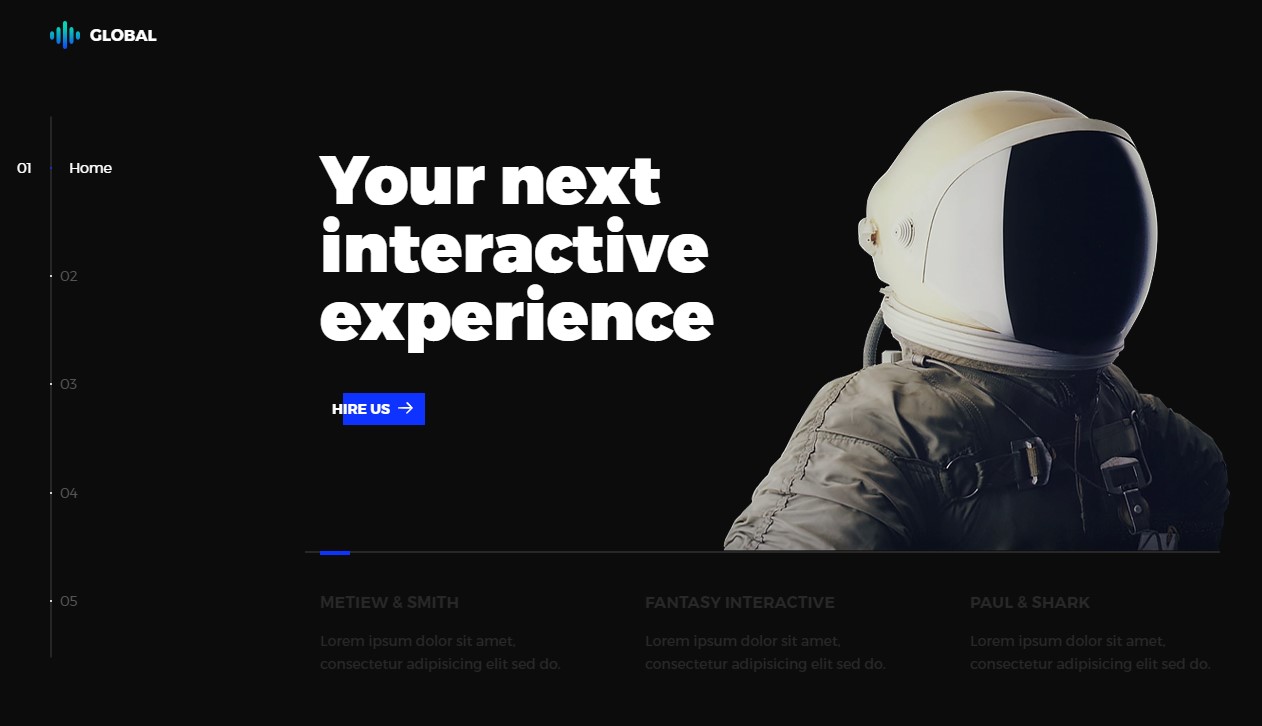 GLOBAL
01 Home
Your next
interactive
experience
02
03
HIRE US
04
05
METIEW & SMITH
Lorem ipsum dolor sit amet,
consectetur adipisicing elit sed do.
FANTASY INTERACTIVE
Lorem ipsum dolor sit amet,
consectetur adipisicing elit sed do.
PAUL & SHARK
Lorem ipsum dolor sit amet,
consectetur adipisicing elit sed do.